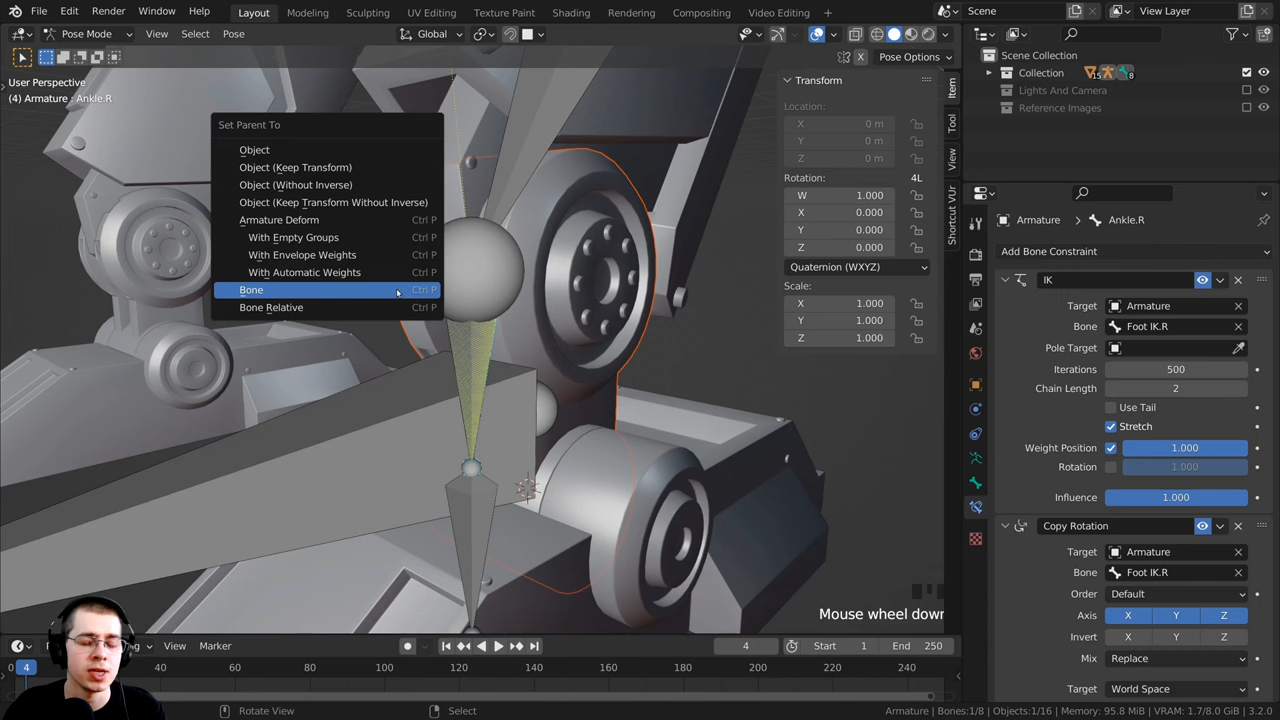 File Edit Render Window Help
Layout Modeling Sculpting UV Editing Texture Paint Shading Rendering Compositing Video Editing +
Scene
View Layer
Pose Mode View Select Pose
Global
X Pose Options
User Perspective
(4) Armature : Ankle.R
Set Parent To
Object
Object (Keep Transform)
Object (Without Inverse)
Object (Keep Transform Without Inverse)
Armature Deform Ctrl P
With Empty Groups Ctrl P
With Envelope Weights Ctrl P
With Automatic Weights Ctrl P
Bone Ctrl P
Bone Relative Ctrl P
Transform
Location:
X 0 m
Y 0 m
Z 0 m
Rotation: 4L
W 1.000
X 0.000
Y 0.000
Z 0.000
Quaternion (WXYZ)
Scale:
X 1.000
Y 1.000
Z 1.000
Item
Tool
View
Shortcut VUr
Mouse wheel down
Scene Collection
Collection 15 8
Lights And Camera
Reference Images
Armature Ankle.R
Add Bone Constraint
IK
Target Armature
Bone Foot IK.R
Pole Target
Iterations 500
Chain Length 2
Use Tail
Stretch
Weight Position 1.000
Rotation 1.000
Influence 1.000
Copy Rotation
Target Armature
Bone Foot IK.R
Order Default
Axis X Y Z
Invert X Y Z
Mix Replace
Target World Space
View Marker
4 Start 1 End 250
0 4 40 60 80 100 120 140 160 180 200 220 240
Rotate View Select
Armature | Bones:1/8 | Objects:1/16 | Memory: 95.8 MiB | VRAM: 1.7/8.0 GiB | 3.2.0